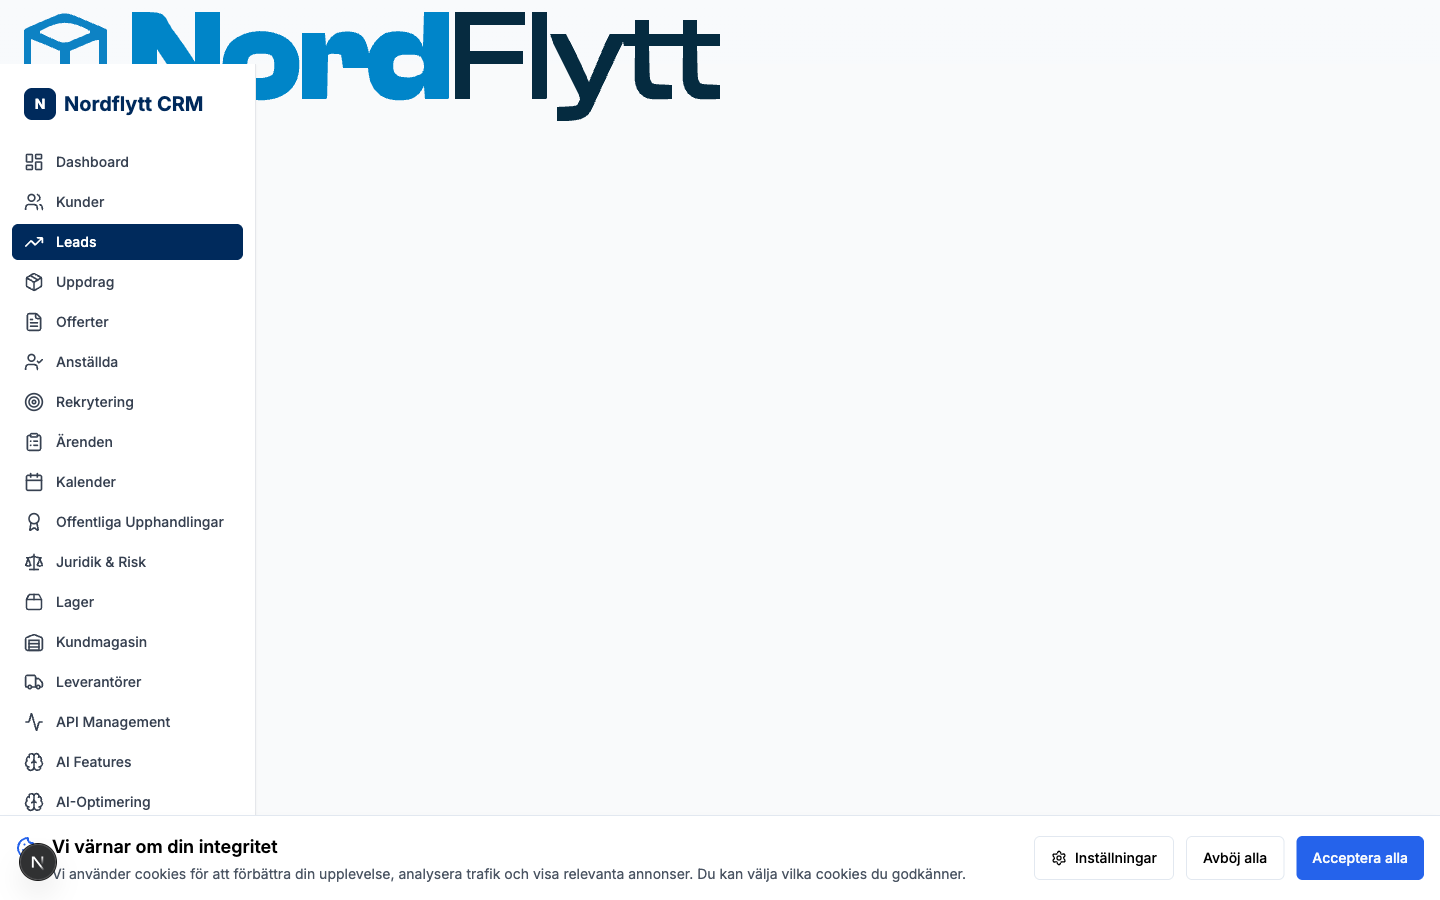 NordFlytt
N Nordflytt CRM
Dashboard
Kunder
Leads
Uppdrag
Offerter
Anställda
Rekrytering
Ärenden
Kalender
Offentliga Upphandlingar
Juridik & Risk
Lager
Kundmagasin
Leverantörer
API Management
AI Features
AI-Optimering
Vi värnar om din integritet
Vi använder cookies för att förbättra din upplevelse, analysera trafik och visa relevanta annonser. Du kan välja vilka cookies du godkänner.
N
Inställningar
Avböj alla
Acceptera alla